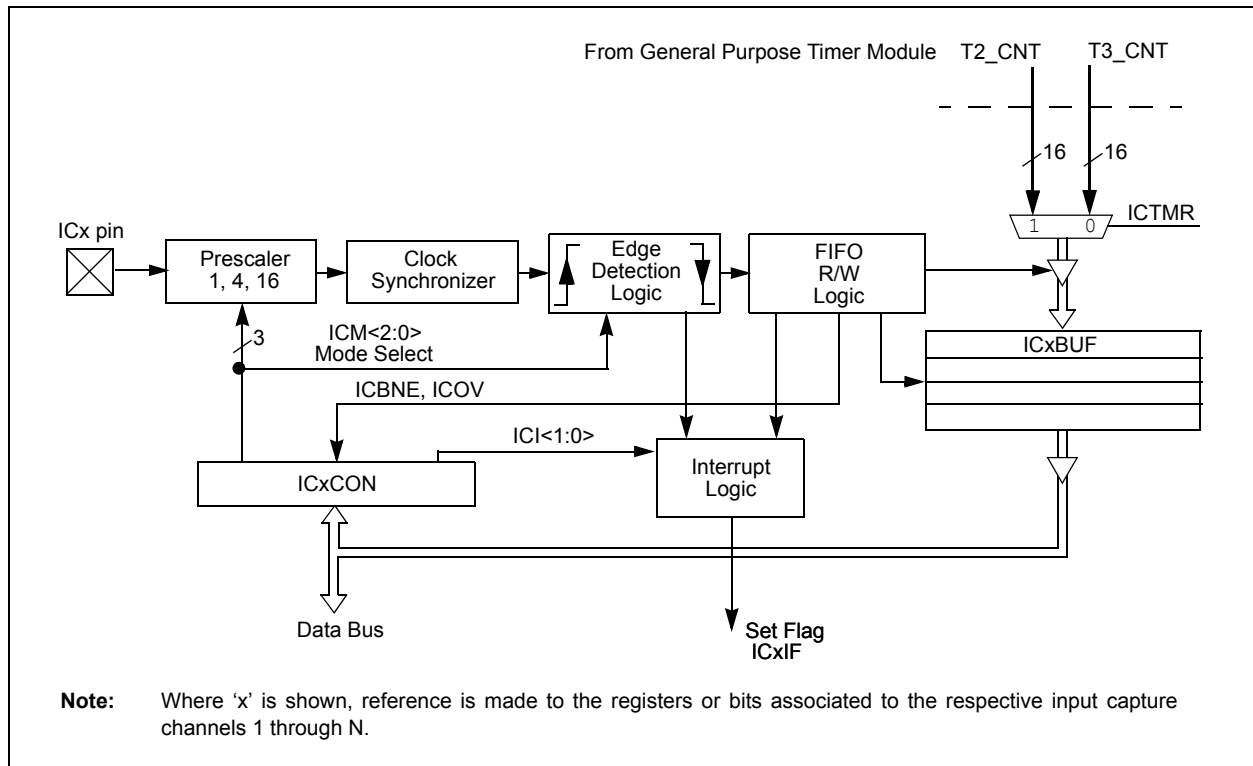 From General Purpose Timer Module T2_CNT T3_CNT
16 16
ICx pin
1 0 ICTMR
Prescaler
1, 4, 16
Clock
Synchronizer
Edge
Detection
Logic
FIFO
R/W
Logic
3
ICM<2:0>
Mode Select
ICxBUF
ICBNE, ICOV
ICI<1:0>
ICxCON
Interrupt
Logic
Data Bus
Set Flag
ICxIF
Note: Where ‘x’ is shown, reference is made to the registers or bits associated to the respective input capture
channels 1 through N.